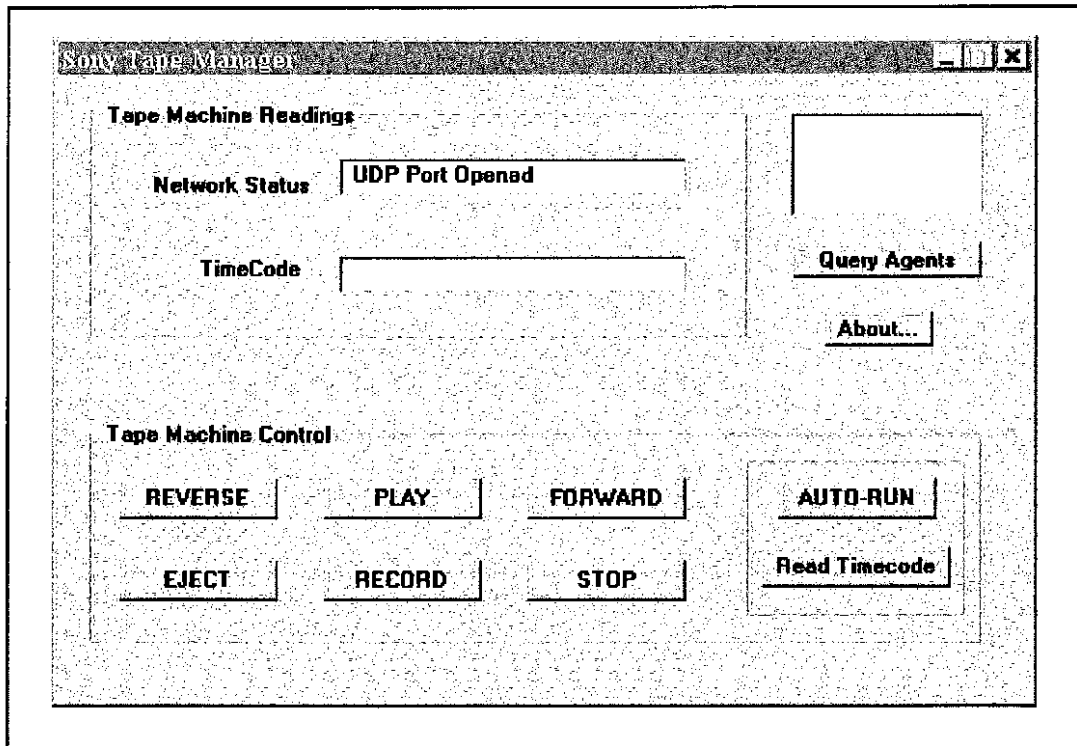 Sony Tape Manager
Tape Machine Readings
Network Status
UDP Port Opened
TimeCode
Query Agents
About...
Tape Machine Control
REVERSE
PLAY
FORWARD
AUTO-RUN
EJECT
RECORD
STOP
Read Timecode